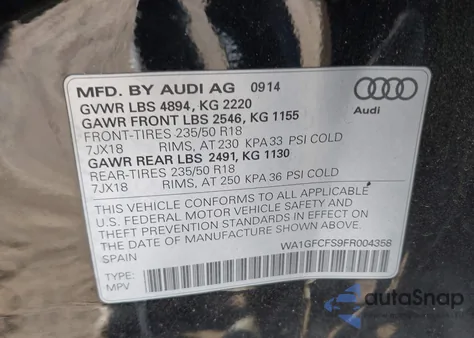 MFD. BY AUDI AG 09/14
GVWR LBS 4894, KG 2220
GAWR FRONT LBS 2546, KG 1155
FRONT-TIRES 235/50 R18
7JX18 RIMS, AT 230 KPA 33 PSI COLD
GAWR REAR LBS 2491, KG 1130
REAR-TIRES 235/50 R18
7JX18 RIMS, AT 250 KPA 36 PSI COLD
THIS VEHICLE CONFORMS TO ALL APPLICABLE
U.S. FEDERAL MOTOR VEHICLE SAFETY AND
THEFT PREVENTION STANDARDS IN EFFECT ON
THE DATE OF MANUFACTURE SHOWN ABOVE.
SPAIN WA1GFCFS9FR004358
TYPE:
MPV
Audi
autoSnap